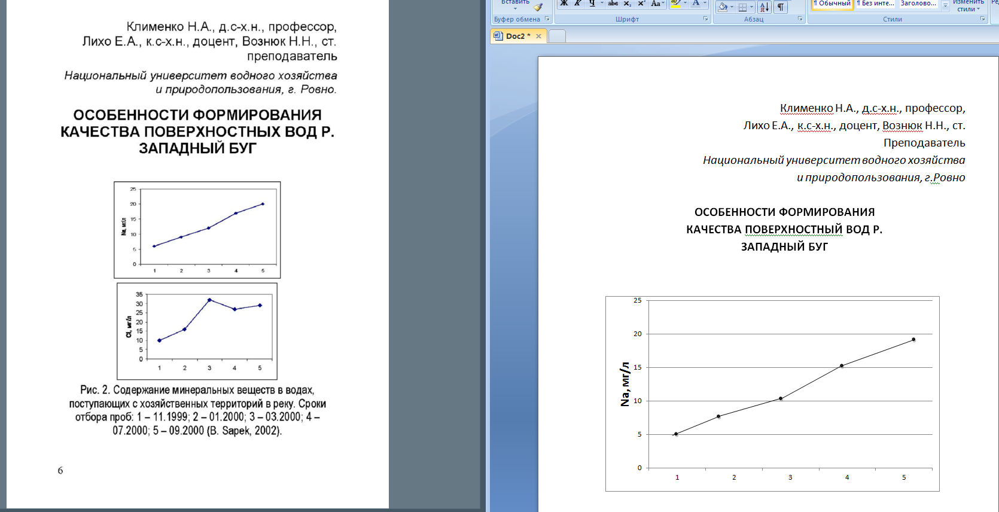 Клименко Н.А., д.с-х.н., профессор,
Лихо Е.А., к.с-х.н., доцент, Вознюк Н.Н., ст.
преподаватель
Национальный университет водного хозяйства
и природопользования, г. Ровно.
ОСОБЕННОСТИ ФОРМИРОВАНИЯ
КАЧЕСТВА ПОВЕРХНОСТНЫХ ВОД Р.
ЗАПАДНЫЙ БУГ
25
20
15
10
5
0
Na, мг/л
1 2 3 4 5
35
30
25
20
15
10
5
0
Cl, мг/л
1 2 3 4 5
Рис. 2. Содержание минеральных веществ в водах,
поступающих с хозяйственных территорий в реку. Сроки
отбора проб: 1 – 11.1999; 2 – 01.2000; 3 – 03.2000; 4 –
07.2000; 5 – 09.2000 (B. Sapek, 2002).
6
Вставить
Ж К Ч abc x₂ x² Aa ab A
А Я ¶
¶ Обычный ¶ Без инте... Заголово... Изменить
стили
Буфер обмена Шрифт Абзац Стили
Doc2 *
Клименко Н.А., д.с-х.н., профессор,
Лихо Е.А., к.с-х.н., доцент, Вознюк Н.Н., ст.
Преподаватель
Национальный университет водного хозяйства
и природопользования, г.Ровно
ОСОБЕННОСТИ ФОРМИРОВАНИЯ
КАЧЕСТВА ПОВЕРХНОСТНЫЙ ВОД Р.
ЗАПАДНЫЙ БУГ
25
20
15
10
5
0
Na, мг/л
1 2 3 4 5